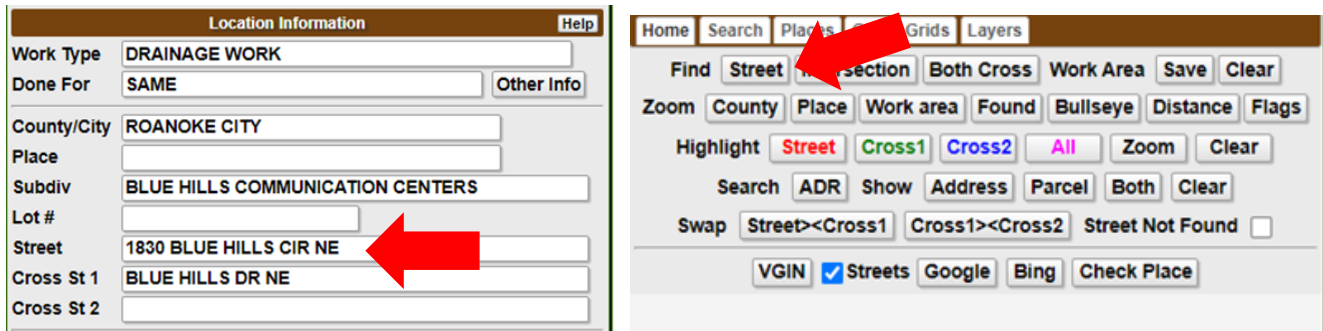 Location Information Help
Work Type DRAINAGE WORK
Done For SAME Other Info
County/City ROANOKE CITY
Place
Subdiv BLUE HILLS COMMUNICATION CENTERS
Lot #
Street 1830 BLUE HILLS CIR NE
Cross St 1 BLUE HILLS DR NE
Cross St 2
Home Search Places Grids Layers
Find Street Both Cross Work Area Save Clear
Zoom County Place Work area Found Bullseye Distance Flags
Highlight Street Cross1 Cross2 All Zoom Clear
Search ADR Show Address Parcel Both Clear
Swap Street><Cross1 Cross1><Cross2 Street Not Found
VGIN Streets Google Bing Check Place